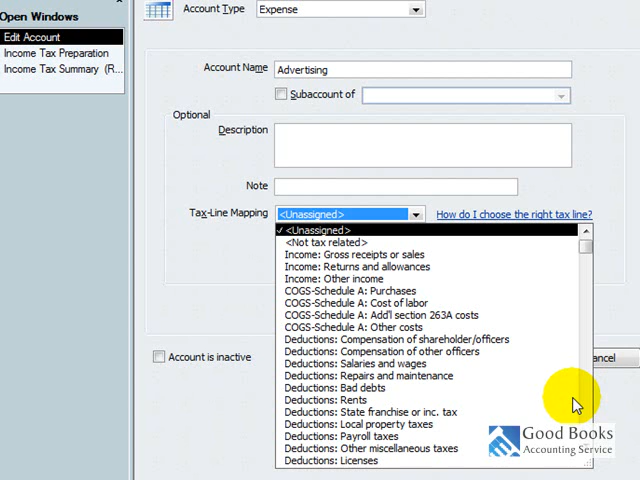 Open Windows
Edit Account
Income Tax Preparation
Income Tax Summary (R...
Account Type
Expense
Account Name
Advertising
Subaccount of
Optional
Description
Note
Tax-Line Mapping
<Unassigned>
How do I choose the right tax line?
<Unassigned>
<Not tax related>
Income: Gross receipts or sales
Income: Returns and allowances
Income: Other income
COGS-Schedule A: Purchases
COGS-Schedule A: Cost of labor
COGS-Schedule A: Add'l section 263A costs
COGS-Schedule A: Other costs
Deductions: Compensation of shareholder/officers
Deductions: Compensation of other officers
Deductions: Salaries and wages
Deductions: Repairs and maintenance
Deductions: Bad debts
Deductions: Rents
Deductions: State franchise or inc. tax
Deductions: Local property taxes
Deductions: Payroll taxes
Deductions: Other miscellaneous taxes
Deductions: Licenses
Account is inactive
ancel
Good Books
Accounting Service